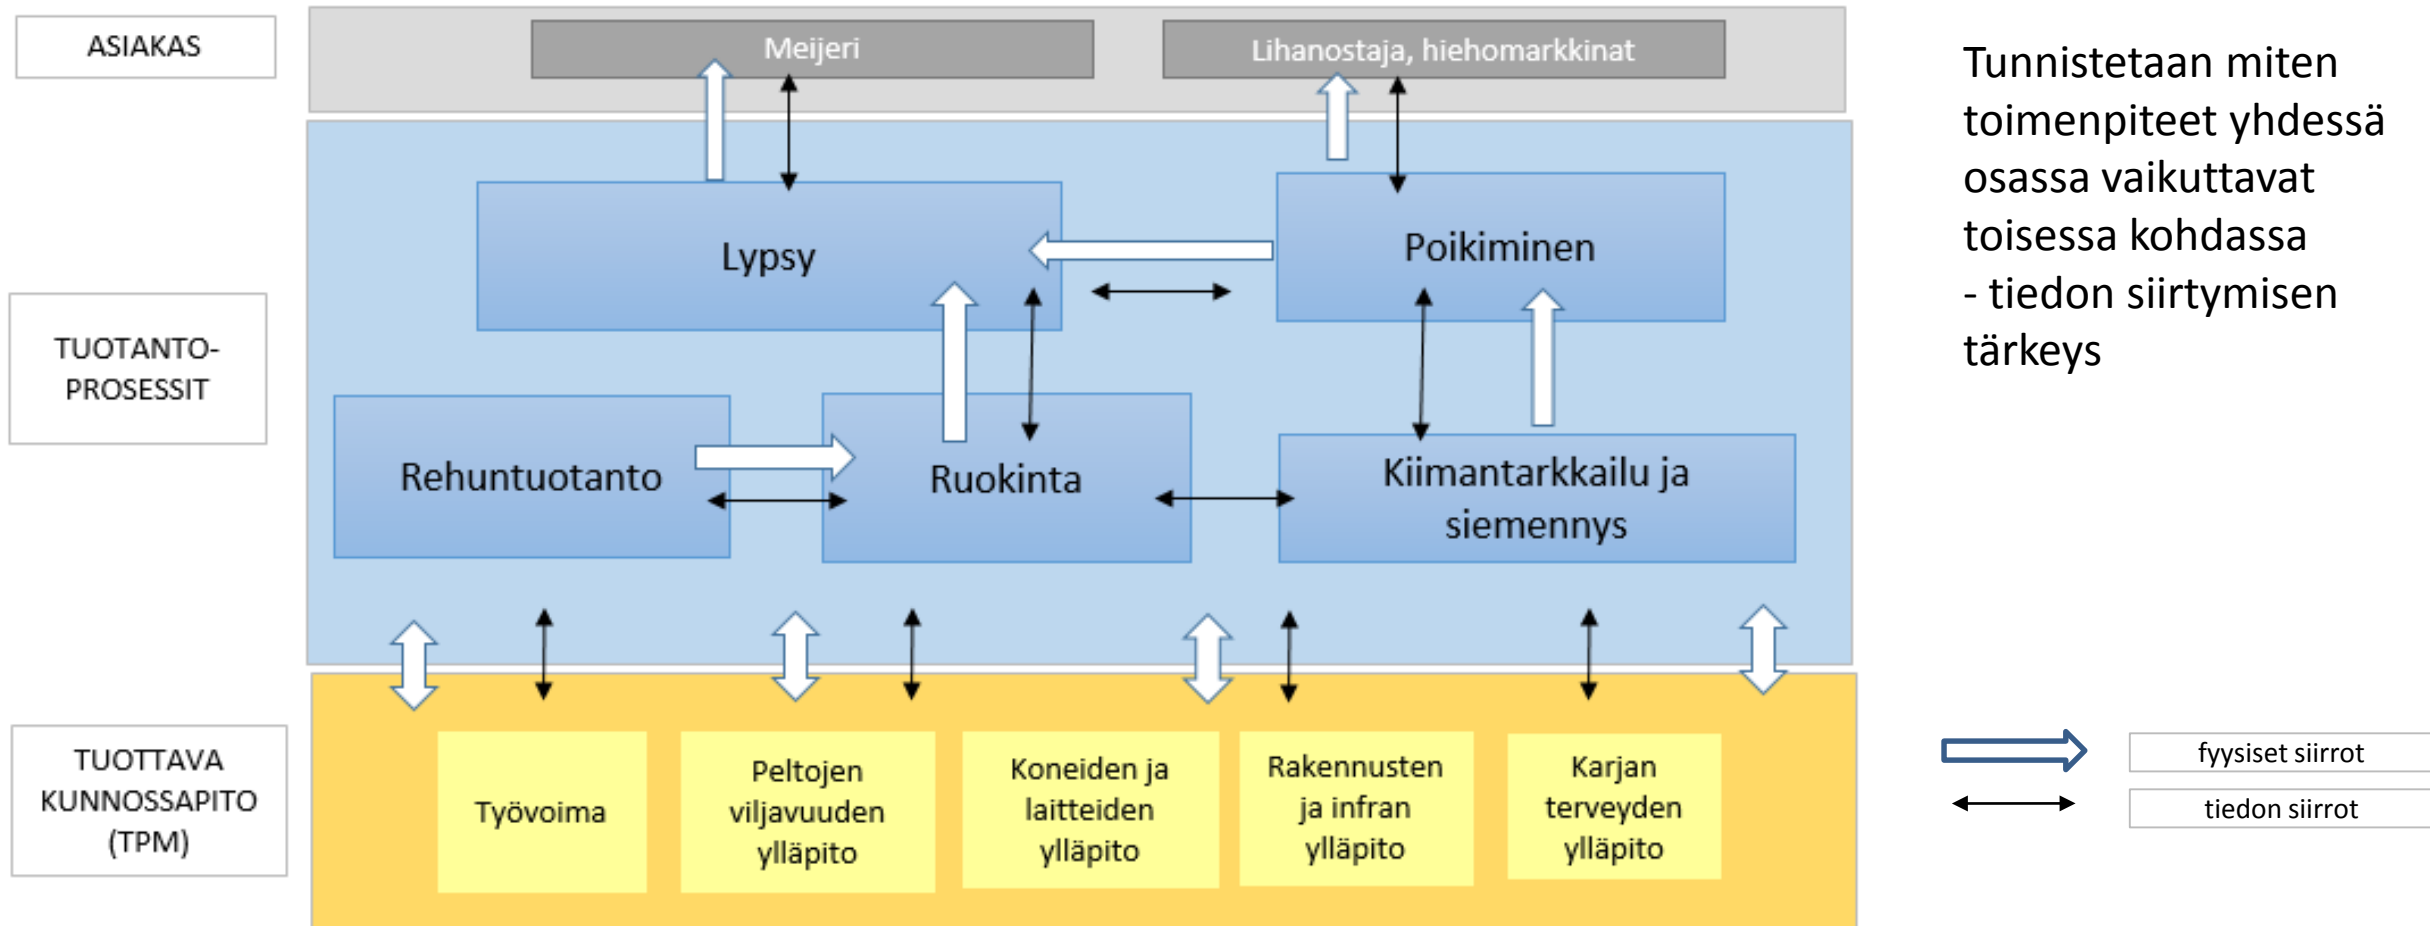 ASIAKAS
Meijeri
Lihanostaja, hiehomarkkinat
Tunnistetaan miten
toimenpiteet yhdessä
osassa vaikuttavat
toisessa kohdassa
- tiedon siirtymisen
tärkeys
TUOTANTO-
PROSESSIT
Lypsy
Poikiminen
Rehuntuotanto
Ruokinta
Kiimantarkkailu ja
siemennys
TUOTTAVA
KUNNOSSAPITO
(TPM)
Työvoima
Peltojen
viljavuuden
ylläpito
Koneiden ja
laitteiden
ylläpito
Rakennusten
ja infran
ylläpito
Karjan
terveyden
ylläpito
fyysiset siirrot
tiedon siirrot